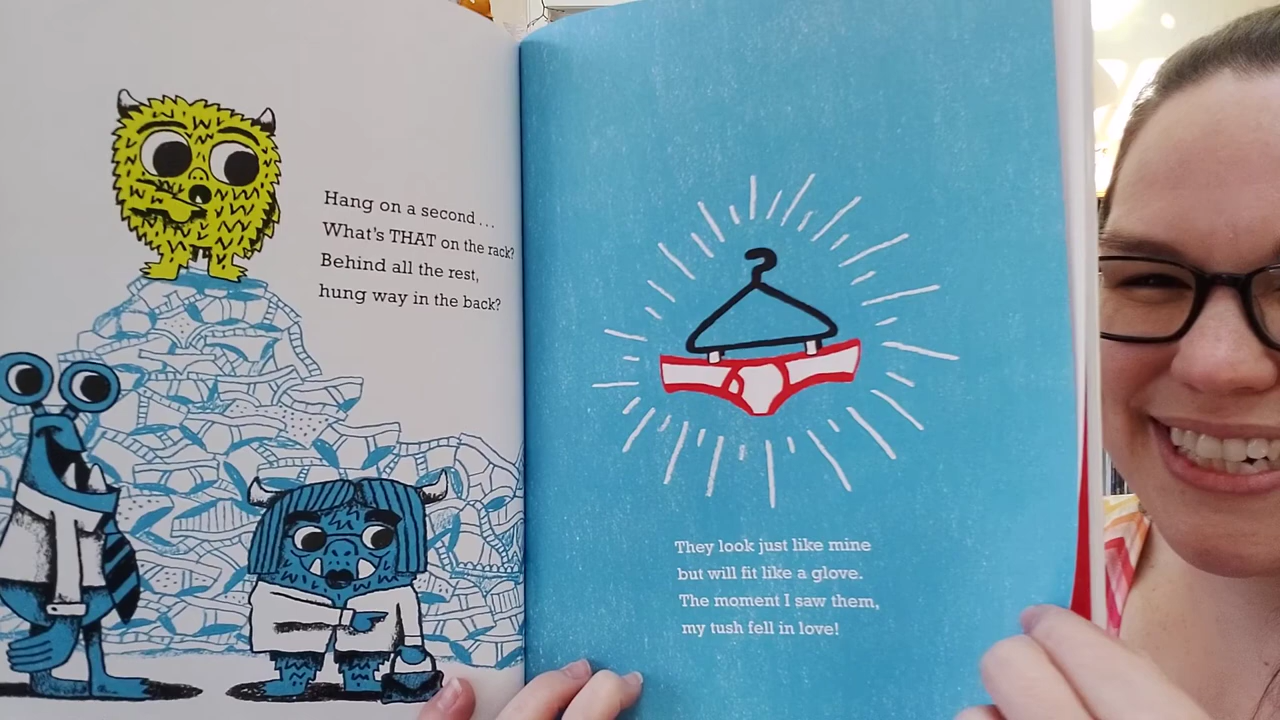 Hang on a second...
What's THAT on the rack?
Behind all the rest,
hung way in the back?
They look just like mine
but will fit like a glove.
The moment I saw them,
my tush fell in love!